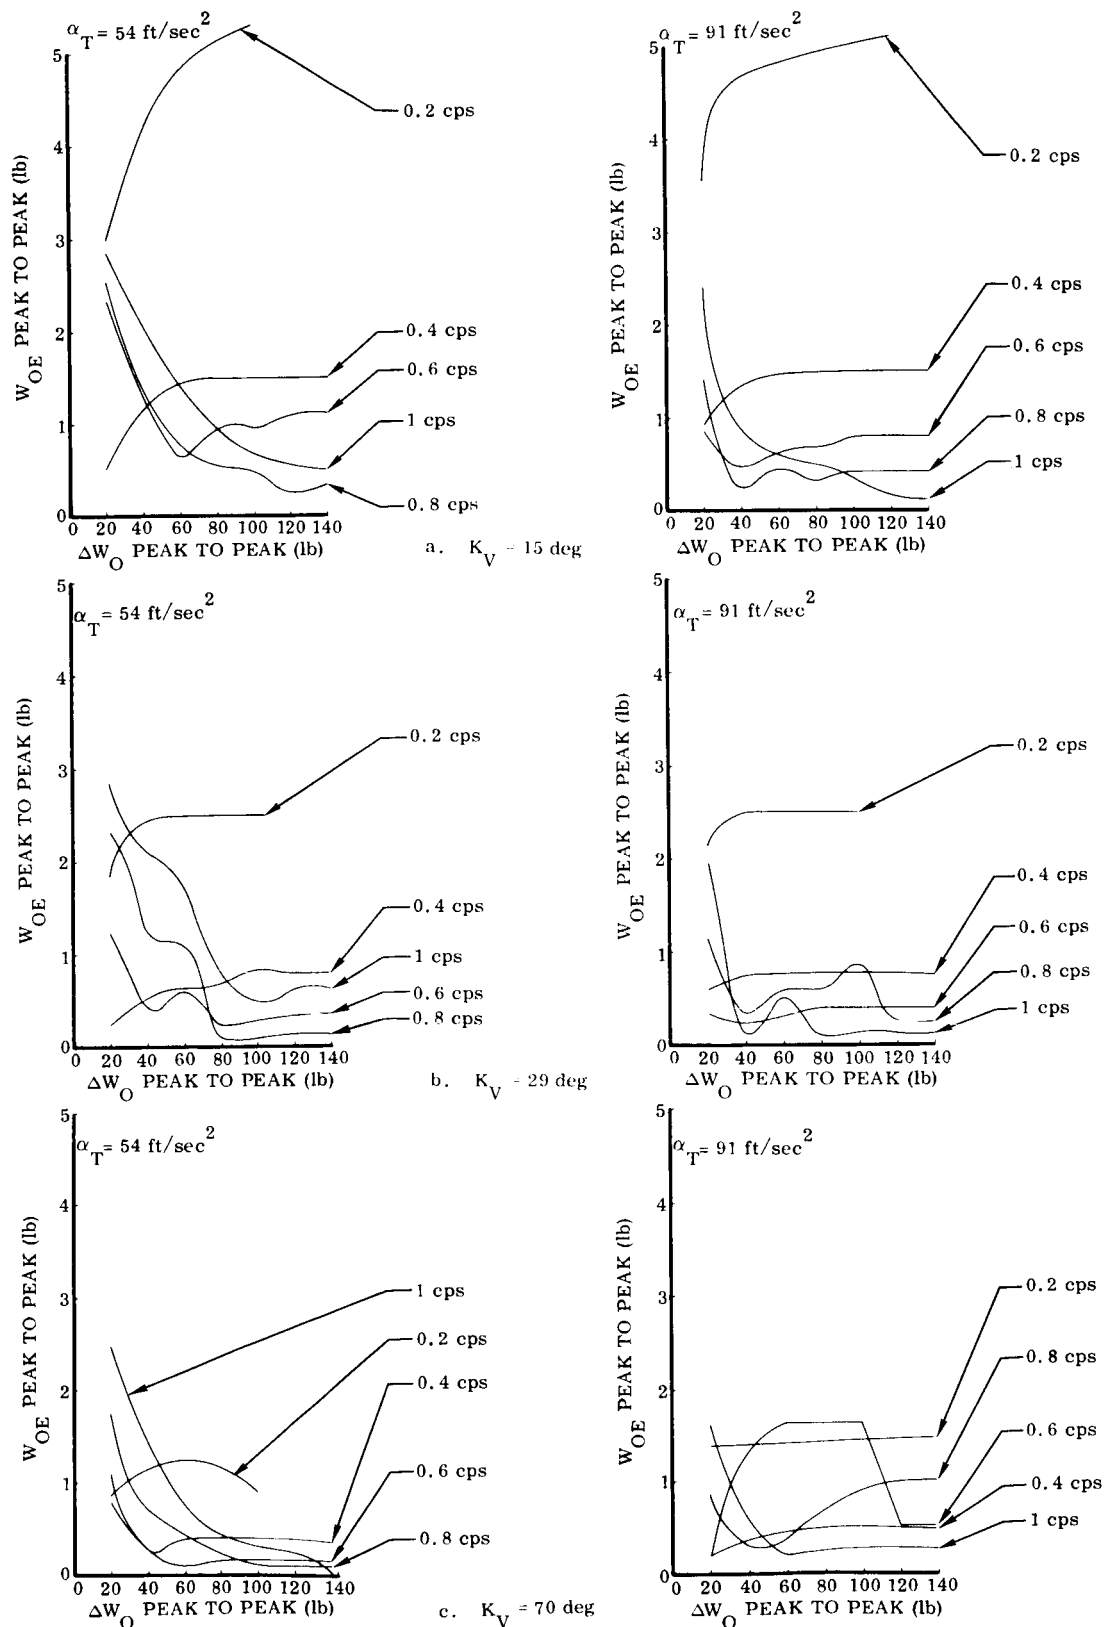 α_T = 54 ft/sec²
5
4
3
2
1
0
W_OE PEAK TO PEAK (lb)
0.2 cps
0.4 cps
0.6 cps
1 cps
0.8 cps
20 40 60 80 100 120 140
ΔW_O PEAK TO PEAK (lb)
α_T = 91 ft/sec²
5
4
3
2
1
0
W_OE PEAK TO PEAK (lb)
0.2 cps
0.4 cps
0.6 cps
0.8 cps
1 cps
20 40 60 80 100 120 140
ΔW_O PEAK TO PEAK (lb)
a. K_V = 15 deg
α_T = 54 ft/sec²
5
4
3
2
1
0
W_OE PEAK TO PEAK (lb)
0.2 cps
0.4 cps
1 cps
0.6 cps
0.8 cps
0 20 40 60 80 100 120 140
ΔW_O PEAK TO PEAK (lb)
α_T = 91 ft/sec²
5
4
3
2
1
0
W_OE PEAK TO PEAK (lb)
0.2 cps
0.4 cps
0.6 cps
0.8 cps
1 cps
0 20 40 60 80 100 120 140
ΔW_O PEAK TO PEAK (lb)
b. K_V = 29 deg
α_T = 54 ft/sec²
5
4
3
2
1
0
W_OE PEAK TO PEAK (lb)
1 cps
0.2 cps
0.4 cps
0.6 cps
0.8 cps
0 20 40 60 80 100 120 140
ΔW_O PEAK TO PEAK (lb)
α_T = 91 ft/sec²
5
4
3
2
1
0
W_OE PEAK TO PEAK (lb)
0.2 cps
0.8 cps
0.6 cps
0.4 cps
1 cps
0 20 40 60 80 100 120 140
ΔW_O PEAK TO PEAK (lb)
c. K_V = 70 deg